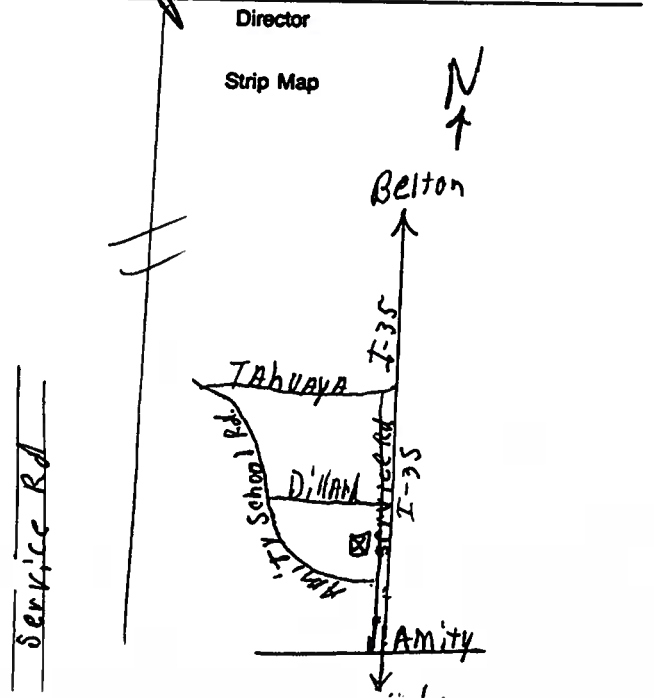 Director
Strip Map
N
Belton
I-35
TAhUAyA
Service Rd
I-35
Dillard
Amity School Rd.
Amity
Service Rd